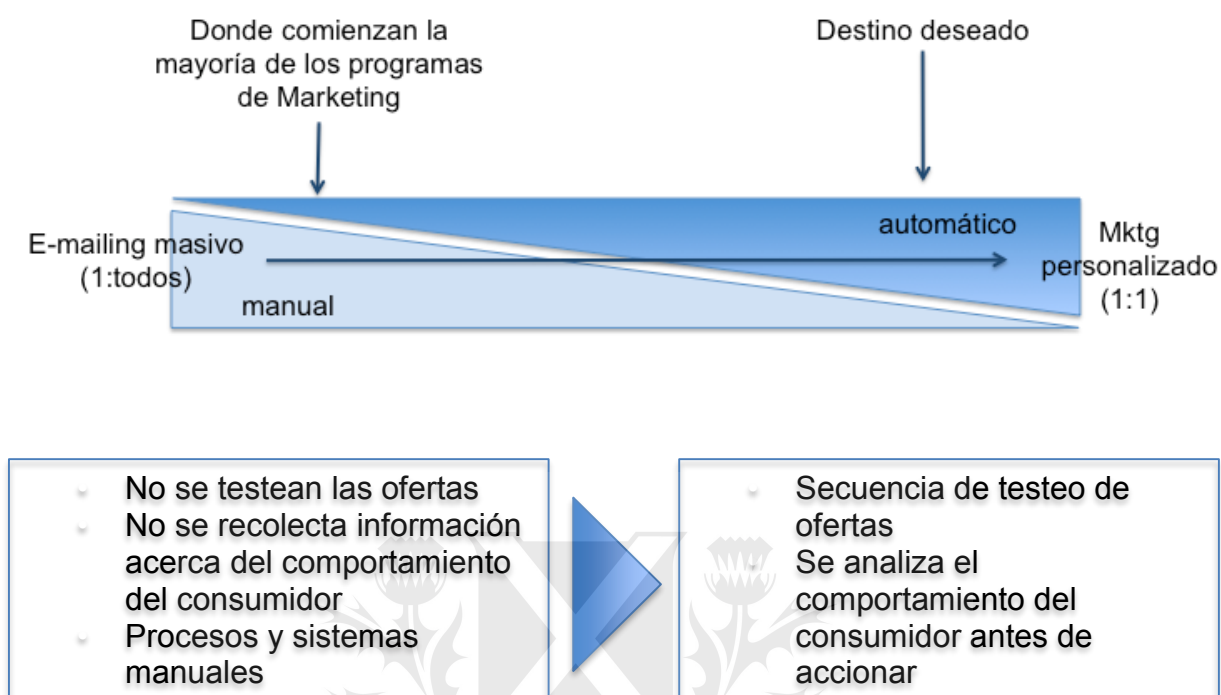 Donde comienzan la
mayoría de los programas
de Marketing
Destino deseado
E-mailing masivo
(1:todos)
manual
automático
Mktg
personalizado
(1:1)
No se testean las ofertas
No se recolecta información
acerca del comportamiento
del consumidor
Procesos y sistemas
manuales
Secuencia de testeo de
ofertas
Se analiza el
comportamiento del
consumidor antes de
accionar